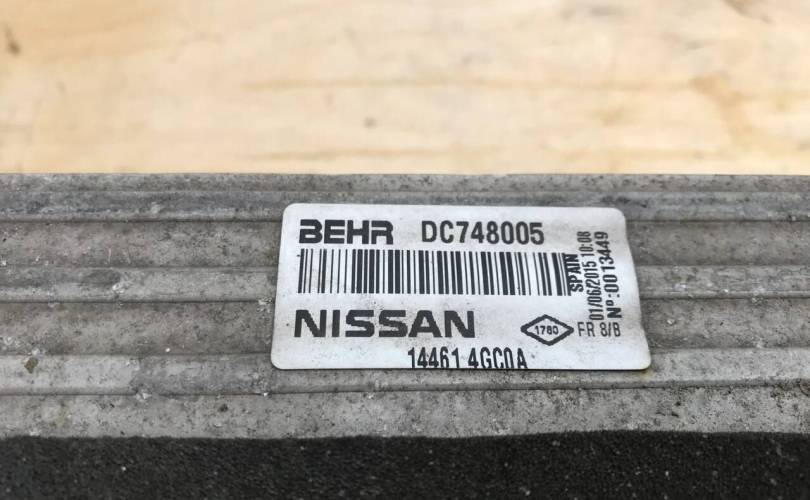 BEHR DC748005
SPAIN
01/06/2015 10:08
Nº:0013449
NISSAN
1780
FR 8/B
14461 4GC0A